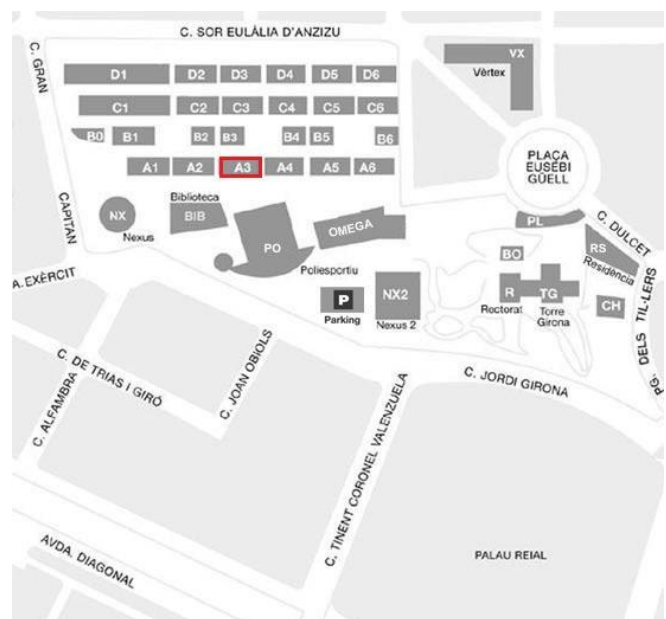 C. SOR EULÀLIA D'ANZIZU
C. GRAN
CAPITAN
VX
Vèrtex
D1 D2 D3 D4 D5 D6
C1 C2 C3 C4 C5 C6
B0 B1 B2 B3 B4 B5 B6
A1 A2 A3 A4 A5 A6
PLAÇA
EUSEBI
GÜELL
Biblioteca
NX
Nexus
BIB
PO
Poliesportiu
OMEGA
PL
C. DULCET
BO
RS
Residència
A. EXÈRCIT
P
Parking
NX2
Nexus 2
R
Rectorat
TG
Torre
Girona
CH
PG. DELS TIL·LERS
C. DE TRIAS I GIRÓ
C. JOAN OBIOLS
C. ALFAMBRA
C. JORDI GIRONA
C. TINENT CORONEL VALENZUELA
AVDA. DIAGONAL
PALAU REIAL